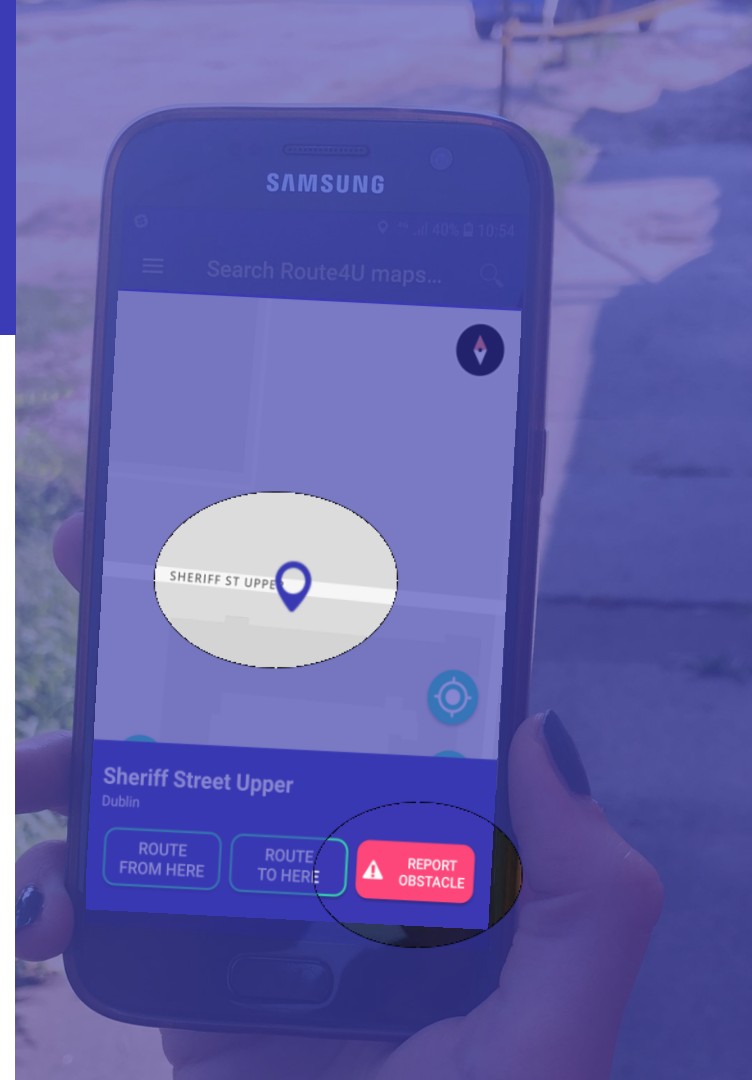 SAMSUNG
40% 10:54
Search Route4U maps...
SHERIFF ST UPPE
Sheriff Street Upper
Dublin
ROUTE
FROM HERE
ROUTE
TO HERE
REPORT
OBSTACLE